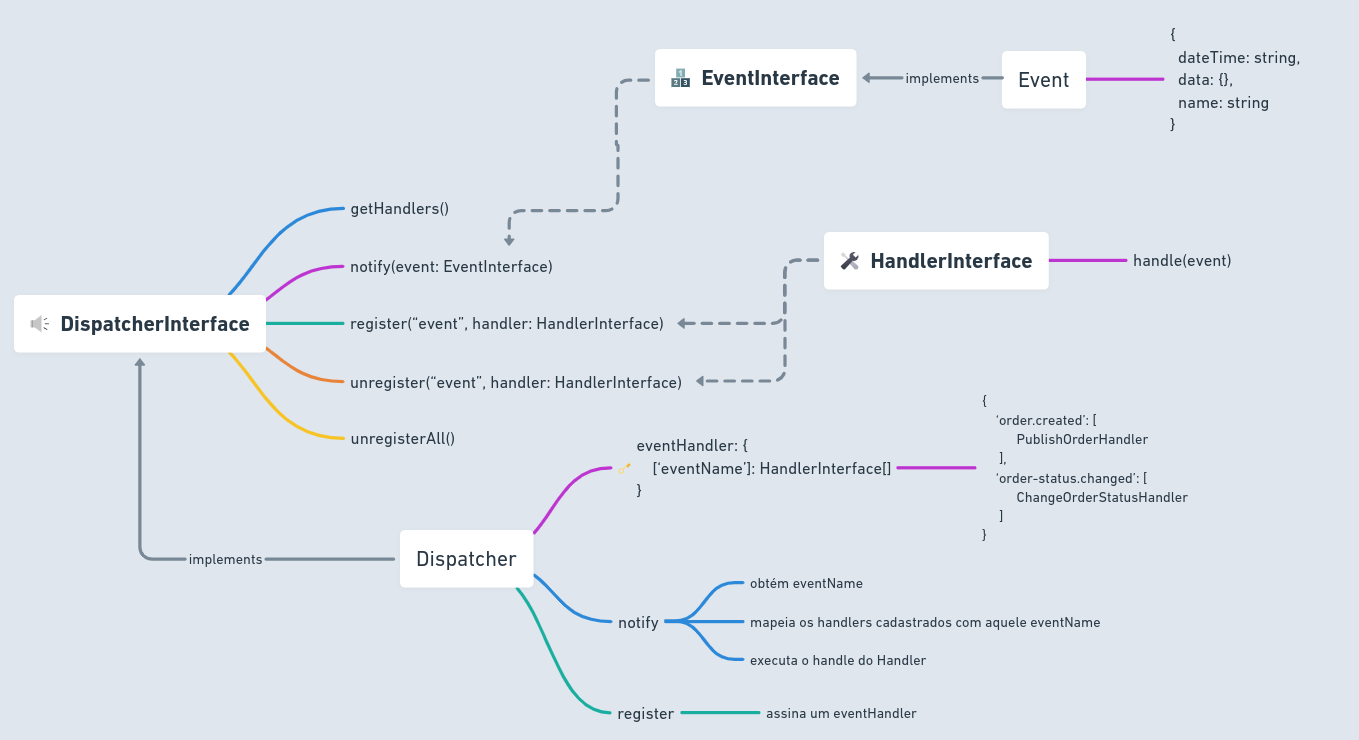 {
dateTime: string,
data: {},
name: string
}
EventInterface
implements
Event
getHandlers()
notify(event: EventInterface)
HandlerInterface
handle(event)
DispatcherInterface
register(“event”, handler: HandlerInterface)
unregister(“event”, handler: HandlerInterface)
unregisterAll()
eventHandler: {
[‘eventName’]: HandlerInterface[]
}
{
‘order.created’: [
PublishOrderHandler
],
‘order-status.changed’: [
ChangeOrderStatusHandler
]
}
implements
Dispatcher
notify
obtém eventName
mapeia os handlers cadastrados com aquele eventName
executa o handle do Handler
register
assina um eventHandler